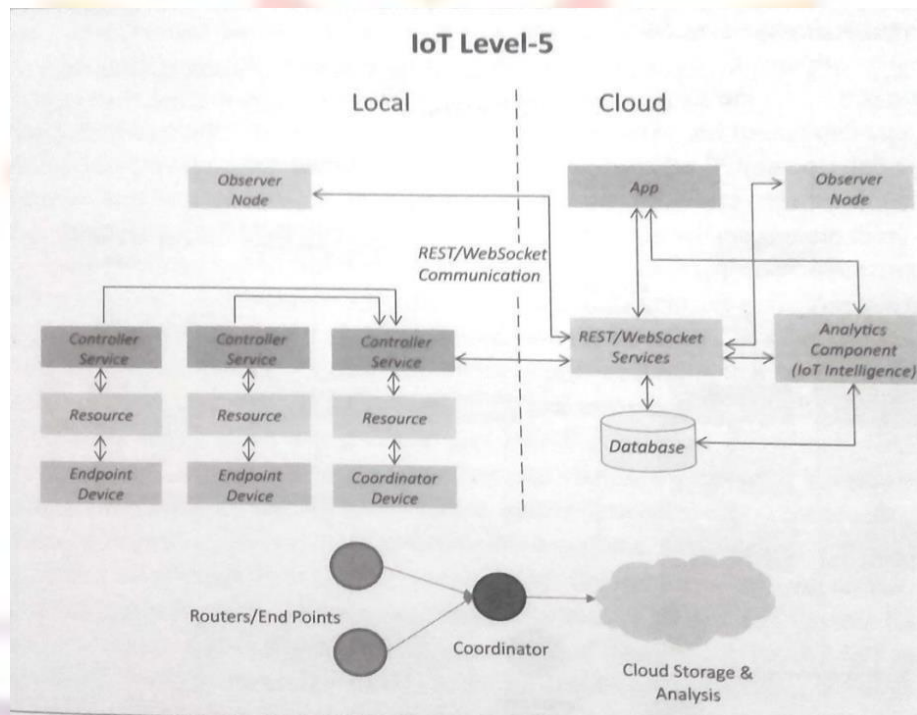 IoT Level-5
Local
Cloud
Observer
Node
App
Observer
Node
REST/WebSocket
Communication
Controller
Service
Controller
Service
Controller
Service
REST/WebSocket
Services
Analytics
Component
(IoT Intelligence)
Resource
Resource
Resource
Database
Endpoint
Device
Endpoint
Device
Coordinator
Device
Routers/End Points
Coordinator
Cloud Storage &
Analysis